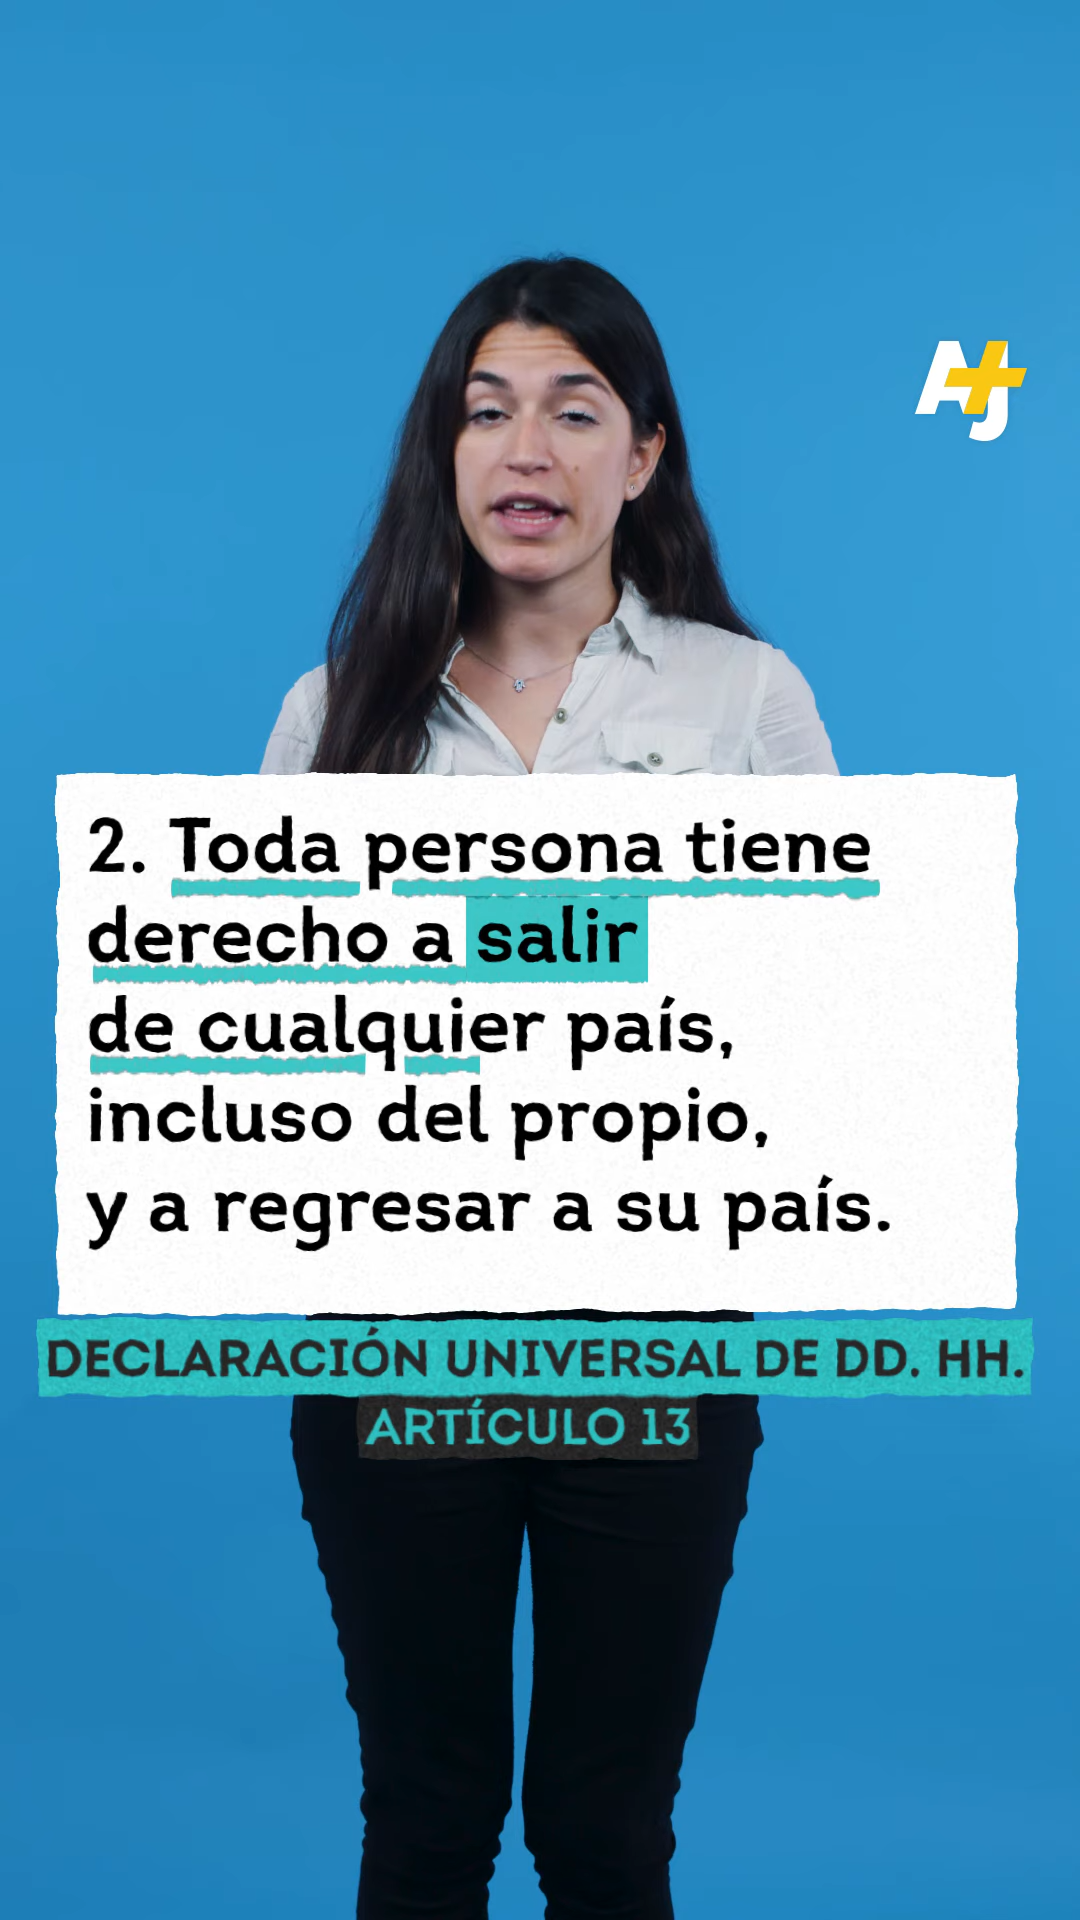 AJ+
2. Toda persona tiene
derecho a salir
de cualquier país,
incluso del propio,
y a regresar a su país.
DECLARACIÓN UNIVERSAL DE DD. HH.
ARTÍCULO 13